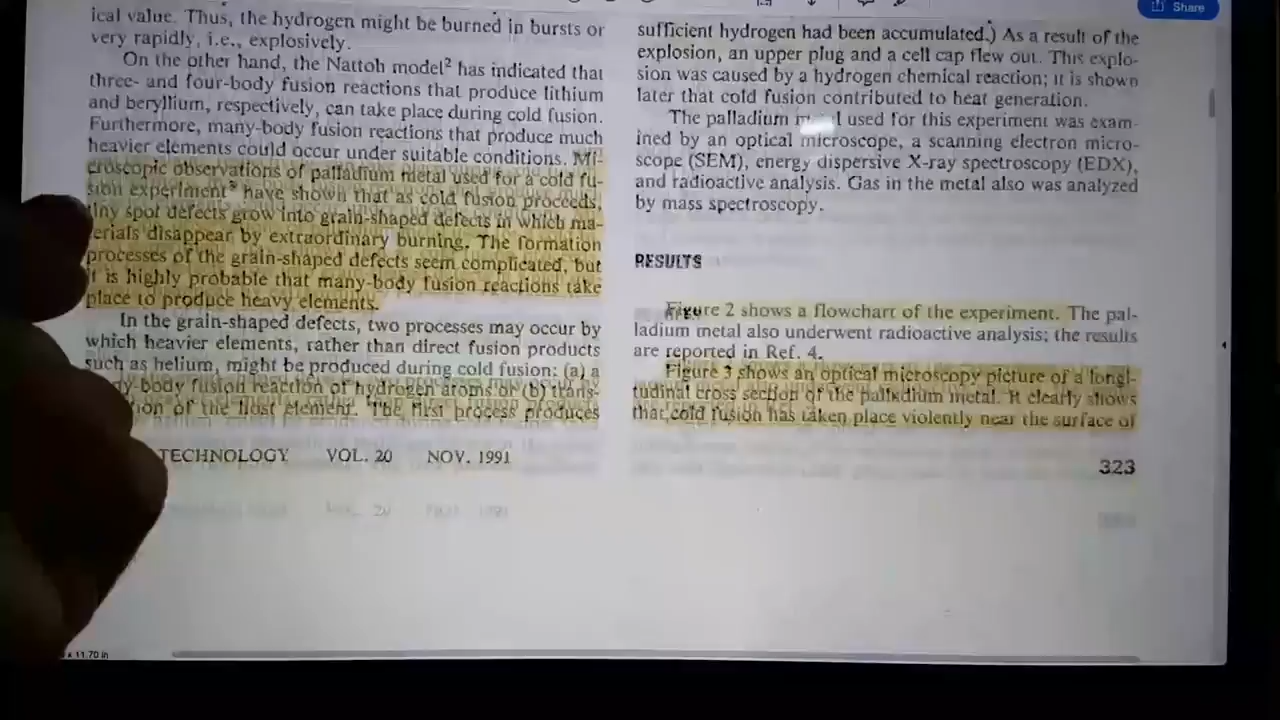 Share
ical value. Thus, the hydrogen might be burned in bursts or
very rapidly, i.e., explosively.
On the other hand, the Nattoh model² has indicated that
three- and four-body fusion reactions that produce lithium
and beryllium, respectively, can take place during cold fusion.
Furthermore, many-body fusion reactions that produce much
heavier elements could occur under suitable conditions. Mi-
croscopic observations of palladium metal used for a cold fu-
sion experiment³ have shown that as cold fusion proceeds,
tiny spot defects grow into grain-shaped defects in which ma-
erials disappear by extraordinary burning. The formation
processes of the grain-shaped defects seem complicated, but
it is highly probable that many-body fusion reactions take
place to produce heavy elements.
In the grain-shaped defects, two processes may occur by
which heavier elements, rather than direct fusion products
such as helium, might be produced during cold fusion: (a) a
dy-body fusion reaction of hydrogen atoms or (b) trans-
ion of the host element. The first process produces
TECHNOLOGY VOL. 20 NOV. 1991
sufficient hydrogen had been accumulated.) As a result of the
explosion, an upper plug and a cell cap flew out. This explo-
sion was caused by a hydrogen chemical reaction; it is shown
later that cold fusion contributed to heat generation.
The palladium used for this experiment was exam-
ined by an optical microscope, a scanning electron micro-
scope (SEM), energy dispersive X-ray spectroscopy (EDX),
and radioactive analysis. Gas in the metal also was analyzed
by mass spectroscopy.
RESULTS
Figure 2 shows a flowchart of the experiment. The pal-
ladium metal also underwent radioactive analysis; the results
are reported in Ref. 4.
Figure 3 shows an optical microscopy picture of a longi-
tudinal cross section of the palladium metal. It clearly shows
that cold fusion has taken place violently near the surface of
323
x 11.70 in